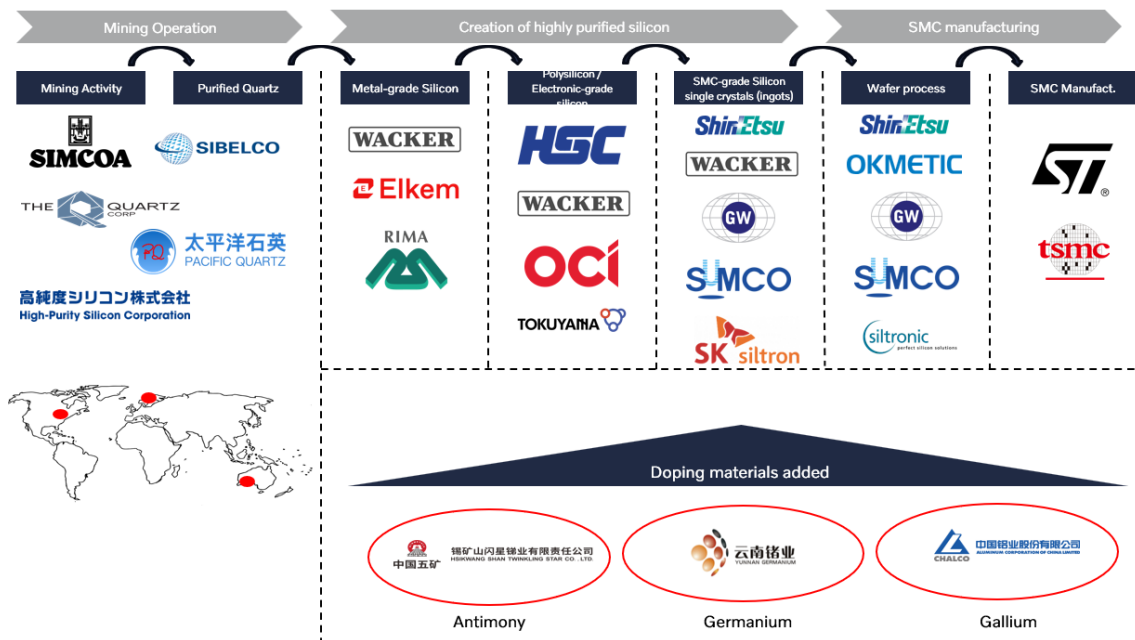 Mining Operation
Creation of highly purified silicon
SMC manufacturing
Mining Activity
Purified Quartz
Metal-grade Silicon
Polysilicon /
Electronic-grade
silicon
SMC-grade Silicon
single crystals (ingots)
Wafer process
SMC Manufact.
SIMCOA
SIBELCO
THE QUARTZ
CORP
PQ
太平洋石英
PACIFIC QUARTZ
高純度シリコン株式会社
High-Purity Silicon Corporation
WACKER
Elkem
RIMA
HSC
WACKER
OCI
TOKUYAMA
ShinEtsu
WACKER
GW
SUMCO
SK siltron
ShinEtsu
OKMETIC
GW
SUMCO
siltronic
perfect silicon solutions
ST®
tsmc
Doping materials added
中国五矿
锡矿山闪星锑业有限责任公司
HSIKWANG SHAN TWINKLING STAR CO .LTD.
云南锗业
YUNNAN GERMANIUM
CHALCO
中国铝业股份有限公司
ALUMINUM CORPORATION OF CHINA LIMITED
Antimony
Germanium
Gallium